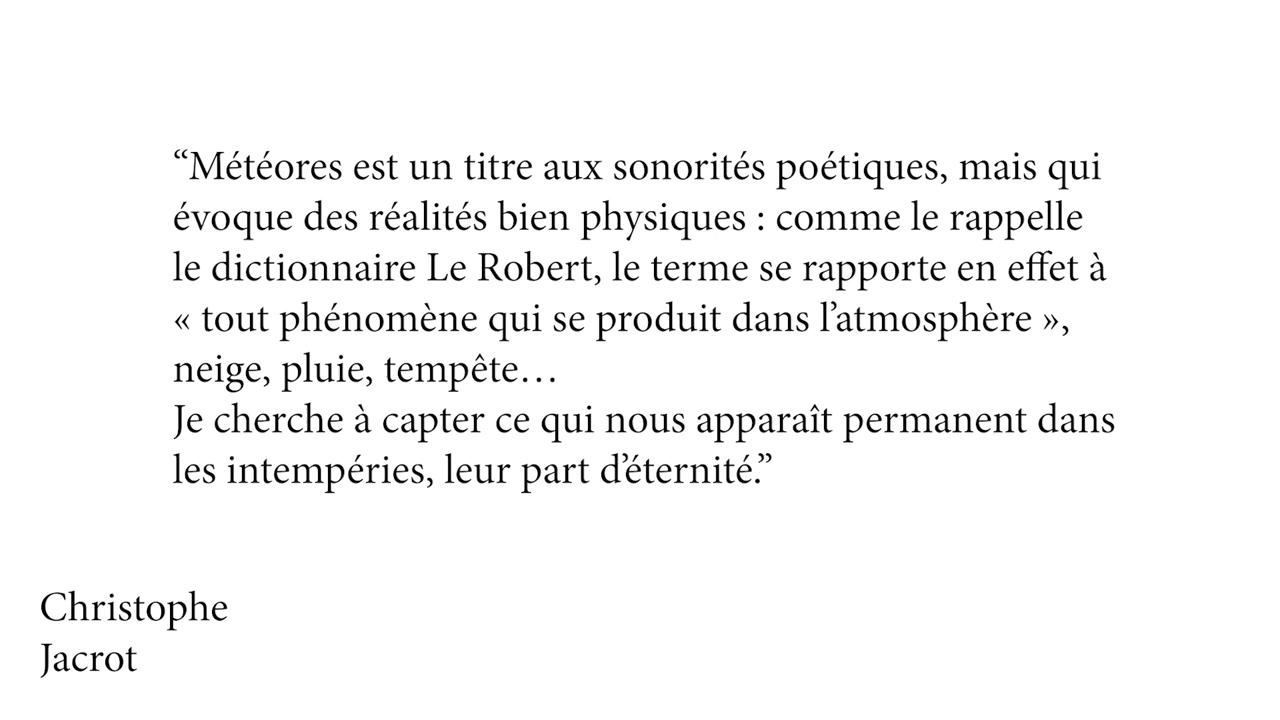 “Météores est un titre aux sonorités poétiques, mais qui
évoque des réalités bien physiques : comme le rappelle
le dictionnaire Le Robert, le terme se rapporte en effet à
« tout phénomène qui se produit dans l’atmosphère »,
neige, pluie, tempête…
Je cherche à capter ce qui nous apparaît permanent dans
les intempéries, leur part d’éternité.”
Christophe
Jacrot